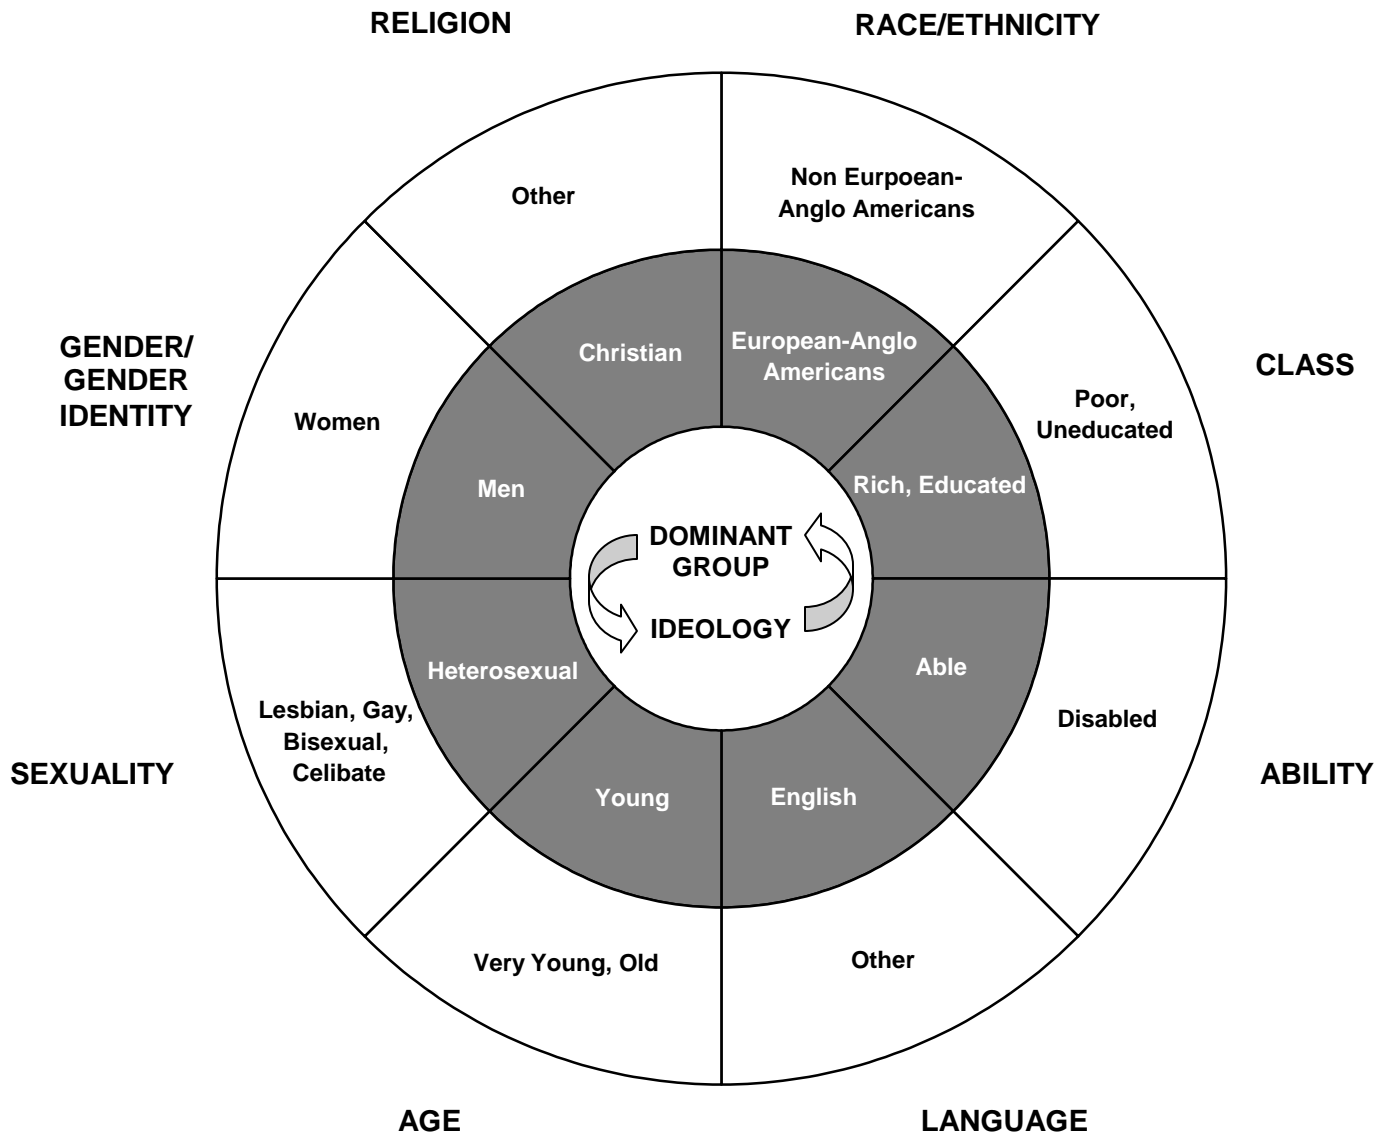 RELIGION
RACE/ETHNICITY
Other
Non Eurpoean-
Anglo Americans
Christian
European-Anglo
Americans
GENDER/
GENDER
IDENTITY
CLASS
Women
Poor,
Uneducated
Men
Rich, Educated
DOMINANT
GROUP
IDEOLOGY
Heterosexual
Able
Lesbian, Gay,
Bisexual,
Celibate
Disabled
SEXUALITY
ABILITY
Young
English
Very Young, Old
Other
AGE
LANGUAGE